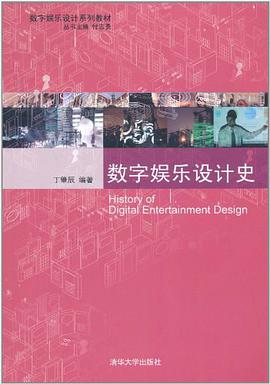 数字娱乐设计系列教材
丛书主编 付志勇
丁肇辰 编著
数字娱乐设计史
History of
Digital Entertainment Design
清华大学出版社